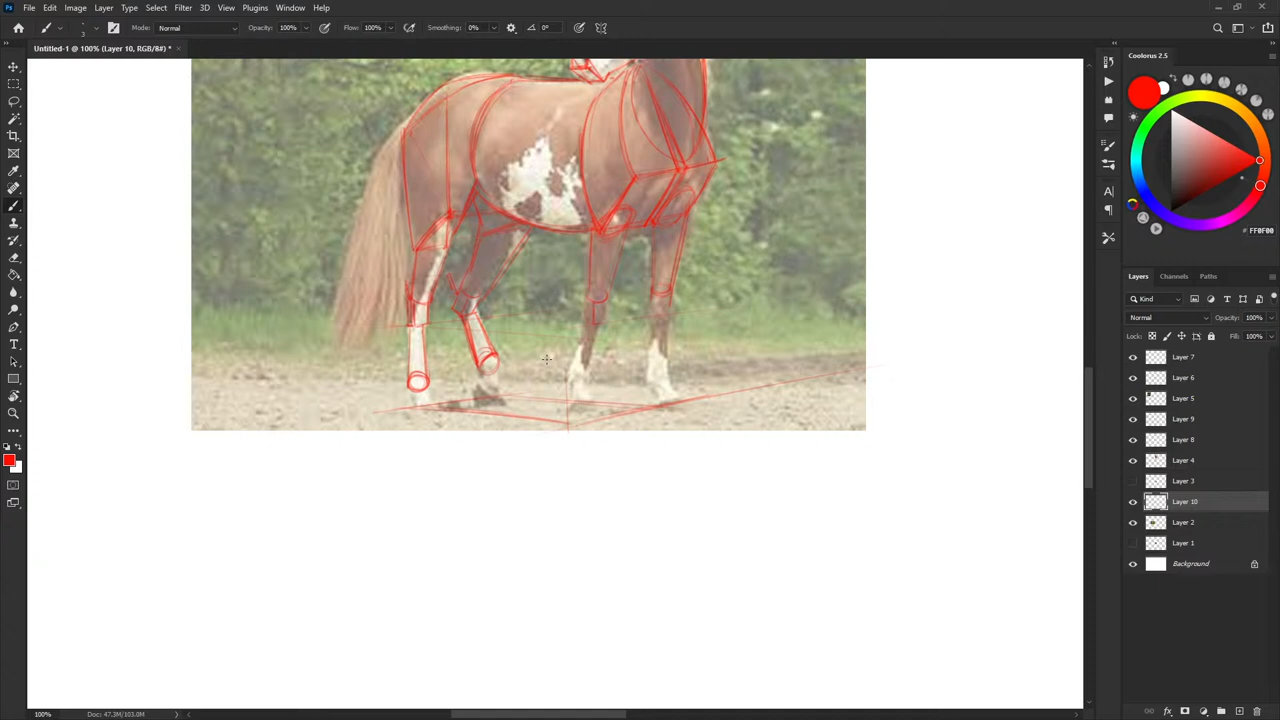 Ps File Edit Image Layer Type Select Filter 3D View Plugins Window Help
3 Mode: Normal Opacity: 100% Flow: 100% Smoothing: 0% 0°
Untitled-1 @ 100% (Layer 10, RGB/8#) * ×
Coolorus 2.5
# FF0F00
Layers Channels Paths
Kind
Normal Opacity: 100%
Lock: Fill: 100%
Layer 7
Layer 6
Layer 5
Layer 9
Layer 8
Layer 4
Layer 3
Layer 10
Layer 2
Layer 1
Background
100% Doc: 47.3M/103.0M